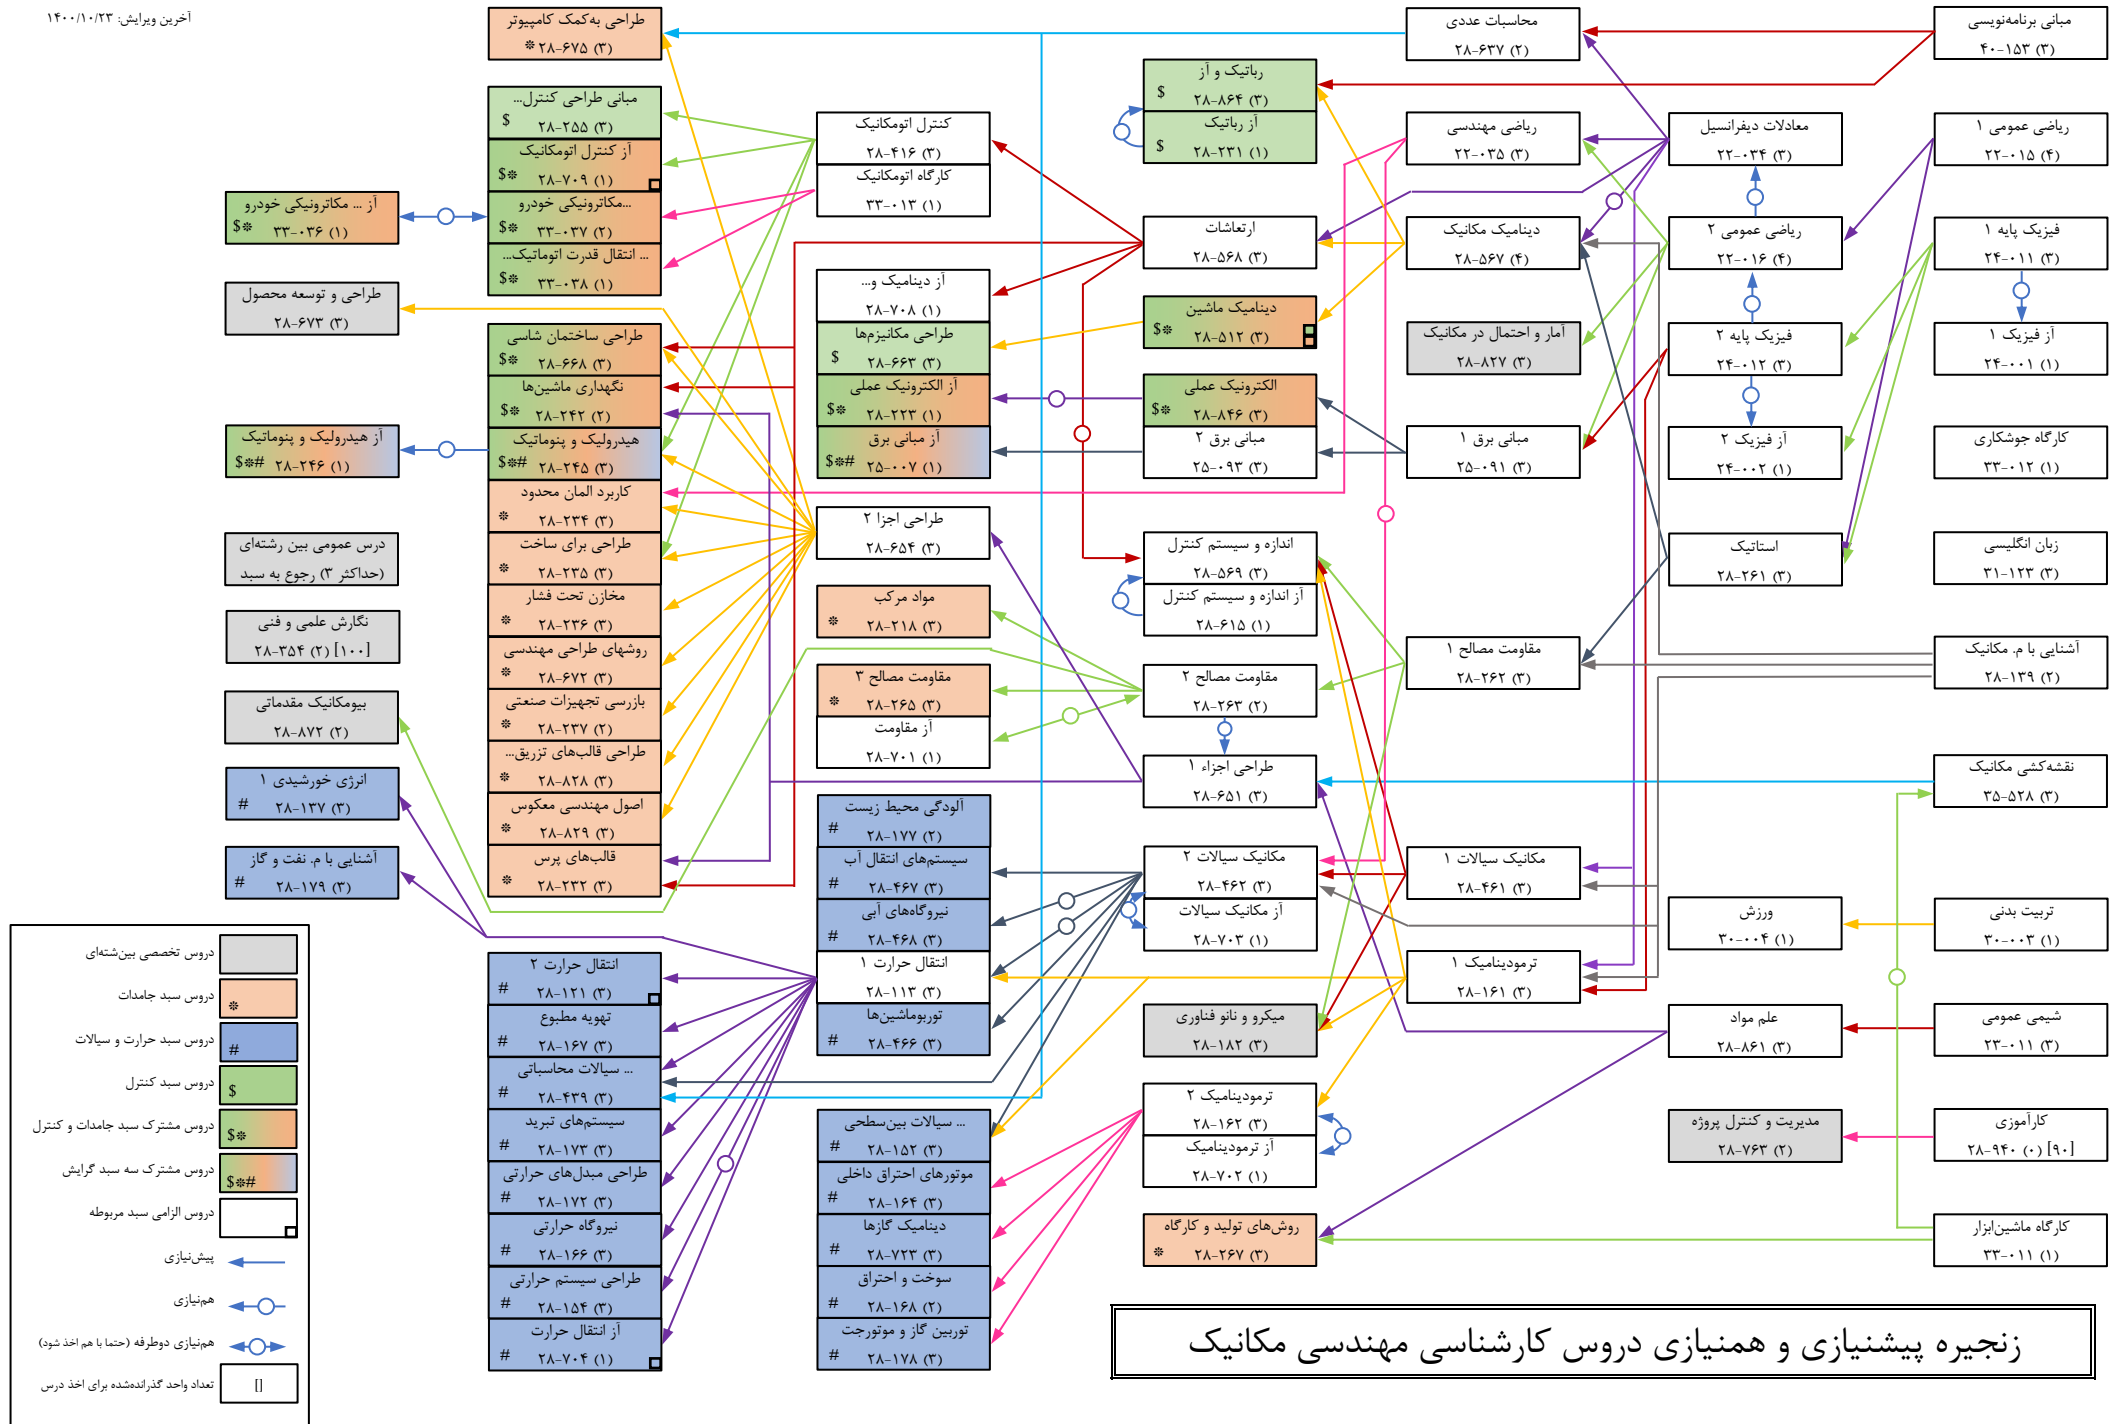 آخرین ویرایش: ۱۴۰۰/۱۰/۲۳
مبانی برنامه‌نویسی
۴۰-۱۵۳ (۳)
ریاضی عمومی ۱
۲۲-۰۱۵ (۴)
فیزیک پایه ۱
۲۴-۰۱۱ (۳)
آز فیزیک ۱
۲۴-۰۰۱ (۱)
کارگاه جوشکاری
۳۳-۰۱۲ (۱)
زبان انگلیسی
۳۱-۱۲۳ (۳)
آشنایی با م. مکانیک
۲۸-۱۳۹ (۲)
نقشه‌کشی مکانیک
۳۵-۵۲۸ (۳)
تربیت بدنی
۳۰-۰۰۳ (۱)
شیمی عمومی
۲۳-۰۱۱ (۳)
کارآموزی
۲۸-۹۴۰ (۰) [۹۰]
کارگاه ماشین‌ابزار
۳۳-۰۱۱ (۱)
معادلات دیفرانسیل
۲۲-۰۳۴ (۳)
ریاضی عمومی ۲
۲۲-۰۱۶ (۴)
فیزیک پایه ۲
۲۴-۰۱۲ (۳)
آز فیزیک ۲
۲۴-۰۰۲ (۱)
استاتیک
۲۸-۲۶۱ (۳)
ورزش
۳۰-۰۰۴ (۱)
علم مواد
۲۸-۸۶۱ (۳)
مدیریت و کنترل پروژه
۲۸-۷۶۳ (۲)
محاسبات عددی
۲۸-۶۳۷ (۲)
ریاضی مهندسی
۲۲-۰۳۵ (۳)
دینامیک مکانیک
۲۸-۵۶۷ (۴)
آمار و احتمال در مکانیک
۲۸-۸۲۷ (۳)
مبانی برق ۱
۲۵-۰۹۱ (۳)
مقاومت مصالح ۱
۲۸-۲۶۲ (۳)
مکانیک سیالات ۱
۲۸-۴۶۱ (۳)
ترمودینامیک ۱
۲۸-۱۶۱ (۳)
رباتیک و آز
$ ۲۸-۸۶۴ (۳)
آز رباتیک
$ ۲۸-۲۳۱ (۱)
ارتعاشات
۲۸-۵۶۸ (۳)
دینامیک ماشین
$❊ ۲۸-۵۱۲ (۳)
الکترونیک عملی
$❊ ۲۸-۸۴۶ (۳)
مبانی برق ۲
۲۵-۰۹۳ (۳)
اندازه و سیستم کنترل
۲۸-۵۶۹ (۳)
آز اندازه و سیستم کنترل
۲۸-۶۱۵ (۱)
مقاومت مصالح ۲
۲۸-۲۶۳ (۲)
طراحی اجزاء ۱
۲۸-۶۵۱ (۳)
مکانیک سیالات ۲
۲۸-۴۶۲ (۳)
آز مکانیک سیالات
۲۸-۷۰۳ (۱)
میکرو و نانو فناوری
۲۸-۱۸۲ (۳)
ترمودینامیک ۲
۲۸-۱۶۲ (۳)
آز ترمودینامیک
۲۸-۷۰۲ (۱)
روش‌های تولید و کارگاه
❊ ۲۸-۲۶۷ (۳)
کنترل اتومکانیک
۲۸-۴۱۶ (۳)
کارگاه اتومکانیک
۳۳-۰۱۳ (۱)
آز دینامیک و...
۲۸-۷۰۸ (۱)
طراحی مکانیزم‌ها
$ ۲۸-۶۶۳ (۳)
آز الکترونیک عملی
$❊ ۲۸-۲۲۳ (۱)
آز مبانی برق
$❊# ۲۵-۰۰۷ (۱)
طراحی اجزا ۲
۲۸-۶۵۴ (۳)
مواد مرکب
❊ ۲۸-۲۱۸ (۳)
مقاومت مصالح ۳
❊ ۲۸-۲۶۵ (۳)
آز مقاومت
۲۸-۷۰۱ (۱)
آلودگی محیط زیست
# ۲۸-۱۷۷ (۲)
سیستم‌های انتقال آب
# ۲۸-۴۶۷ (۳)
نیروگاه‌های آبی
# ۲۸-۴۶۸ (۳)
انتقال حرارت ۱
۲۸-۱۱۳ (۳)
توربوماشین‌ها
# ۲۸-۴۶۶ (۳)
... سیالات بین‌سطحی
# ۲۸-۱۵۲ (۳)
موتورهای احتراق داخلی
# ۲۸-۱۶۴ (۳)
دینامیک گازها
# ۲۸-۷۲۳ (۳)
سوخت و احتراق
# ۲۸-۱۶۸ (۲)
توربین گاز و موتورجت
# ۲۸-۱۷۸ (۳)
طراحی به‌کمک کامپیوتر
❊ ۲۸-۶۷۵ (۳)
مبانی طراحی کنترل...
$ ۲۸-۲۵۵ (۳)
آز کنترل اتومکانیک
$❊ ۲۸-۷۰۹ (۱)
...مکاترونیکی خودرو
$❊ ۳۳-۰۳۷ (۲)
... انتقال قدرت اتوماتیک...
$❊ ۳۳-۰۳۸ (۱)
طراحی ساختمان شاسی
$❊ ۲۸-۶۶۸ (۳)
نگهداری ماشین‌ها
$❊ ۲۸-۲۴۲ (۲)
هیدرولیک و پنوماتیک
$❊# ۲۸-۲۴۵ (۳)
کاربرد المان محدود
❊ ۲۸-۲۳۴ (۳)
طراحی برای ساخت
❊ ۲۸-۲۳۵ (۳)
مخازن تحت فشار
❊ ۲۸-۲۳۶ (۳)
روشهای طراحی مهندسی
❊ ۲۸-۶۷۲ (۳)
بازرسی تجهیزات صنعتی
❊ ۲۸-۲۳۷ (۲)
طراحی قالب‌های تزریق...
❊ ۲۸-۸۲۸ (۳)
اصول مهندسی معکوس
❊ ۲۸-۸۲۹ (۳)
قالب‌های پرس
❊ ۲۸-۲۳۲ (۳)
انتقال حرارت ۲
# ۲۸-۱۲۱ (۳)
تهویه مطبوع
# ۲۸-۱۶۷ (۳)
... سیالات محاسباتی
# ۲۸-۴۳۹ (۳)
سیستم‌های تبرید
# ۲۸-۱۷۳ (۳)
طراحی مبدل‌های حرارتی
# ۲۸-۱۷۲ (۳)
نیروگاه حرارتی
# ۲۸-۱۶۶ (۳)
طراحی سیستم حرارتی
# ۲۸-۱۵۴ (۳)
آز انتقال حرارت
# ۲۸-۷۰۴ (۱)
آز ... مکاترونیکی خودرو
$❊ ۳۳-۰۳۶ (۱)
طراحی و توسعه محصول
۲۸-۶۷۳ (۳)
آز هیدرولیک و پنوماتیک
$❊# ۲۸-۲۴۶ (۱)
درس عمومی بین رشته‌ای
(حداکثر ۳) رجوع به سبد
نگارش علمی و فنی
۲۸-۳۵۴ (۲) [۱۰۰]
بیومکانیک مقدماتی
۲۸-۸۷۲ (۲)
انرژی خورشیدی ۱
# ۲۸-۱۳۷ (۳)
آشنایی با م. نفت و گاز
# ۲۸-۱۷۹ (۳)
دروس تخصصی بین‌شته‌ای
دروس سبد جامدات
❊
دروس سبد حرارت و سیالات
#
دروس سبد کنترل
$
دروس مشترک سبد جامدات و کنترل
$❊
دروس مشترک سه سبد گرایش
$❊#
دروس الزامی سبد مربوطه
پیش‌نیازی
هم‌نیازی
هم‌نیازی دوطرفه (حتما با هم اخذ شود)
تعداد واحد گذرانده‌شده برای اخذ درس
[]
زنجیره پیشنیازی و همنیازی دروس کارشناسی مهندسی مکانیک